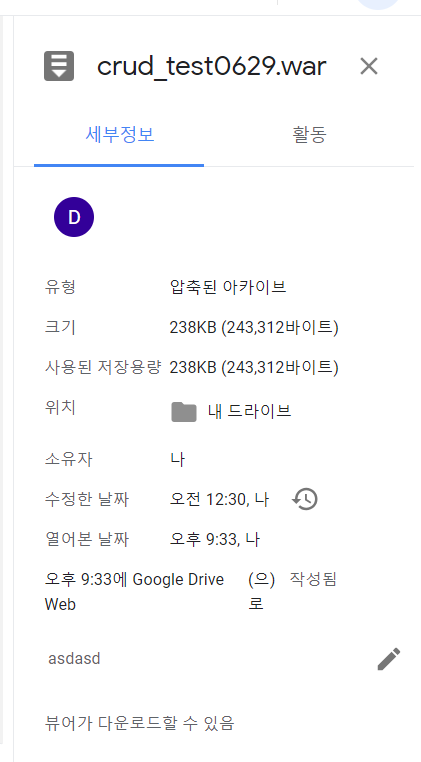 crud_test0629.war
세부정보 활동
D
유형 압축된 아카이브
크기 238KB (243,312바이트)
사용된 저장용량 238KB (243,312바이트)
위치 내 드라이브
소유자 나
수정한 날짜 오전 12:30, 나
열어본 날짜 오후 9:33, 나
오후 9:33에 Google Drive (으) 작성됨
Web 로
asdasd
뷰어가 다운로드할 수 있음